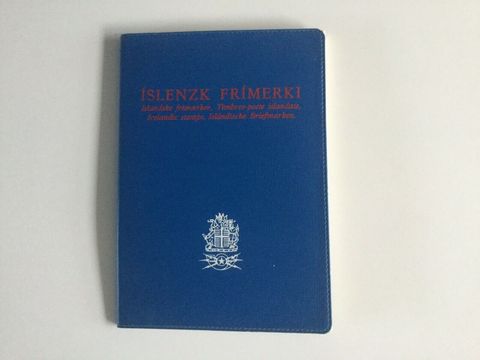 ÍSLENZK FRÍMERKI
Islandske frimærker, Timbres-poste islandais,
Icelandic stamps, Isländische Briefmarken.